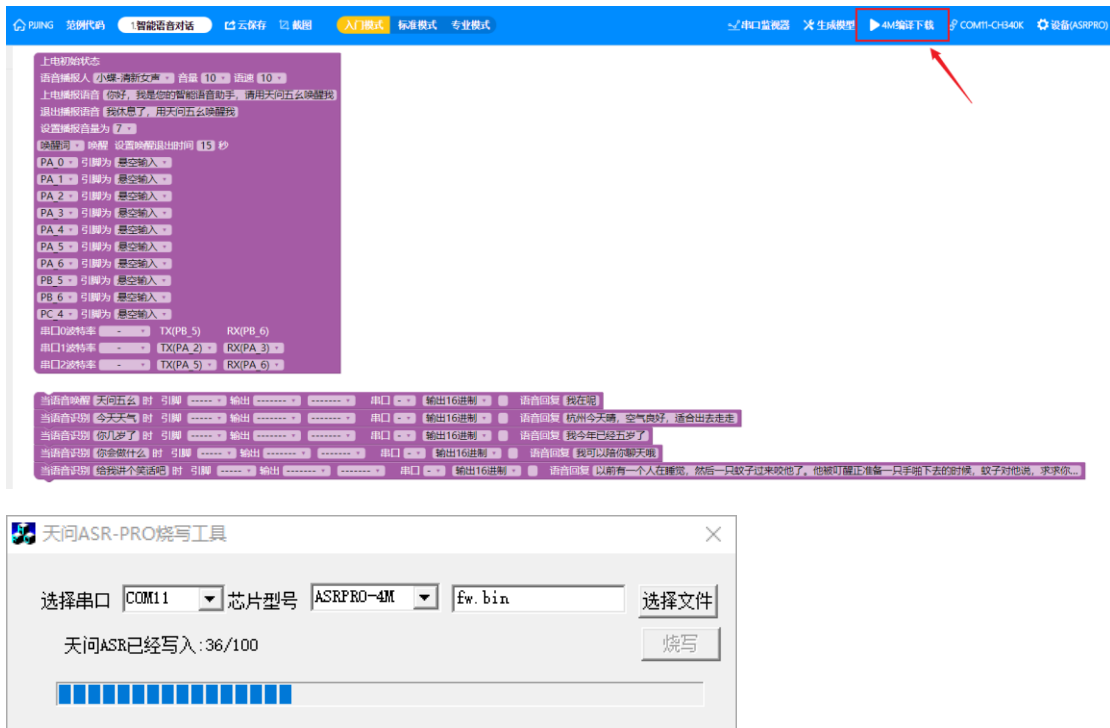 PJJING 范例代码 1.智能语音对话 云保存 截图 入门模式 标准模式 专业模式 串口监视器 生成模型 4M编译下载 COM11-CH340K 设备(ASRPRO)
上电初始状态
语音播报人 小蝶-清新女声 音量 10 语速 10
上电播报语音 你好，我是您的智能语音助手，请用天问五幺唤醒我
退出播报语音 我休息了，用天问五幺唤醒我
设置播报音量为 7
唤醒词 唤醒 设置唤醒退出时间 15 秒
PA_0 引脚为 悬空输入
PA_1 引脚为 悬空输入
PA_2 引脚为 悬空输入
PA_3 引脚为 悬空输入
PA_4 引脚为 悬空输入
PA_5 引脚为 悬空输入
PA_6 引脚为 悬空输入
PB_5 引脚为 悬空输入
PB_6 引脚为 悬空输入
PC_4 引脚为 悬空输入
串口0波特率 - TX(PB_5) RX(PB_6)
串口1波特率 - TX(PA_2) RX(PA_3)
串口2波特率 - TX(PA_5) RX(PA_6)
当语音唤醒 天问五幺 时 引脚 ----- 输出 ------- ------- 串口 - 输出16进制 语音回复 我在呢
当语音识别 今天天气 时 引脚 ----- 输出 ------- ------- 串口 - 输出16进制 语音回复 杭州今天晴，空气良好，适合出去走走
当语音识别 你几岁了 时 引脚 ----- 输出 ------- ------- 串口 - 输出16进制 语音回复 我今年已经五岁了
当语音识别 你会做什么 时 引脚 ----- 输出 ------- ------- 串口 - 输出16进制 语音回复 我可以陪你聊天哦
当语音识别 给我讲个笑话吧 时 引脚 ----- 输出 ------- ------- 串口 - 输出16进制 语音回复 以前有一个人在睡觉，然后一只蚊子过来咬他了。他被叮醒正准备一只手啪下去的时候，蚊子对他说，求求你...
天问ASR-PRO烧写工具
选择串口 COM11 芯片型号 ASRPRO-4M fw.bin 选择文件
天问ASR已经写入:36/100 烧写